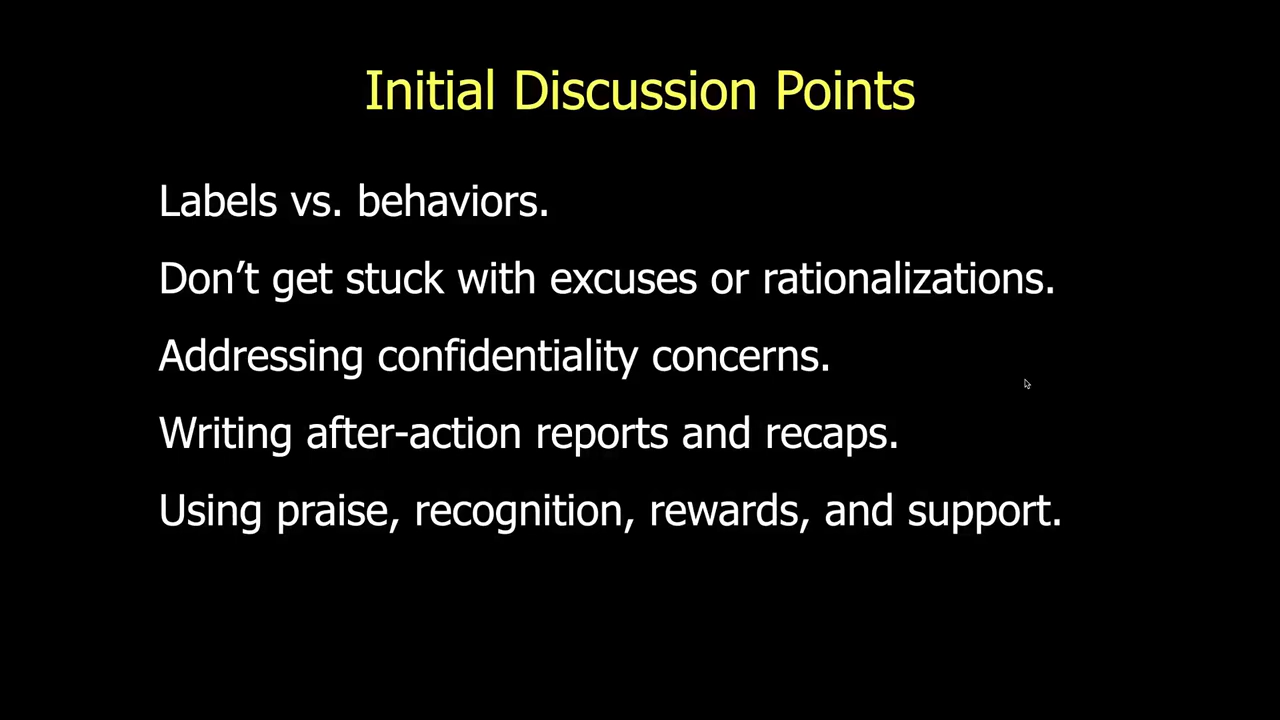 Initial Discussion Points
Labels vs. behaviors.
Don’t get stuck with excuses or rationalizations.
Addressing confidentiality concerns.
Writing after-action reports and recaps.
Using praise, recognition, rewards, and support.